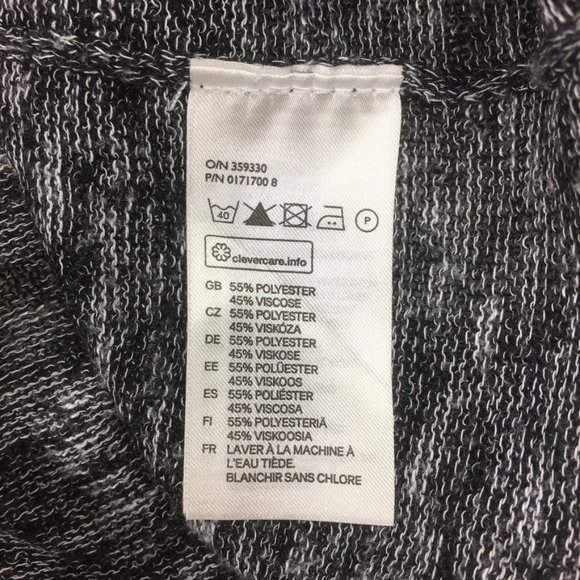 O/N 359330
P/N 0171700 8
40 P
clevercare.info
GB 55% POLYESTER
45% VISCOSE
CZ 55% POLYESTER
45% VISKÓZA
DE 55% POLYESTER
45% VISKOSE
EE 55% POLÜESTER
45% VISKOOS
ES 55% POLIÉSTER
45% VISCOSA
FI 55% POLYESTERIÄ
45% VISKOOSIA
FR LAVER À LA MACHINE À
L'EAU TIÈDE.
BLANCHIR SANS CHLORE